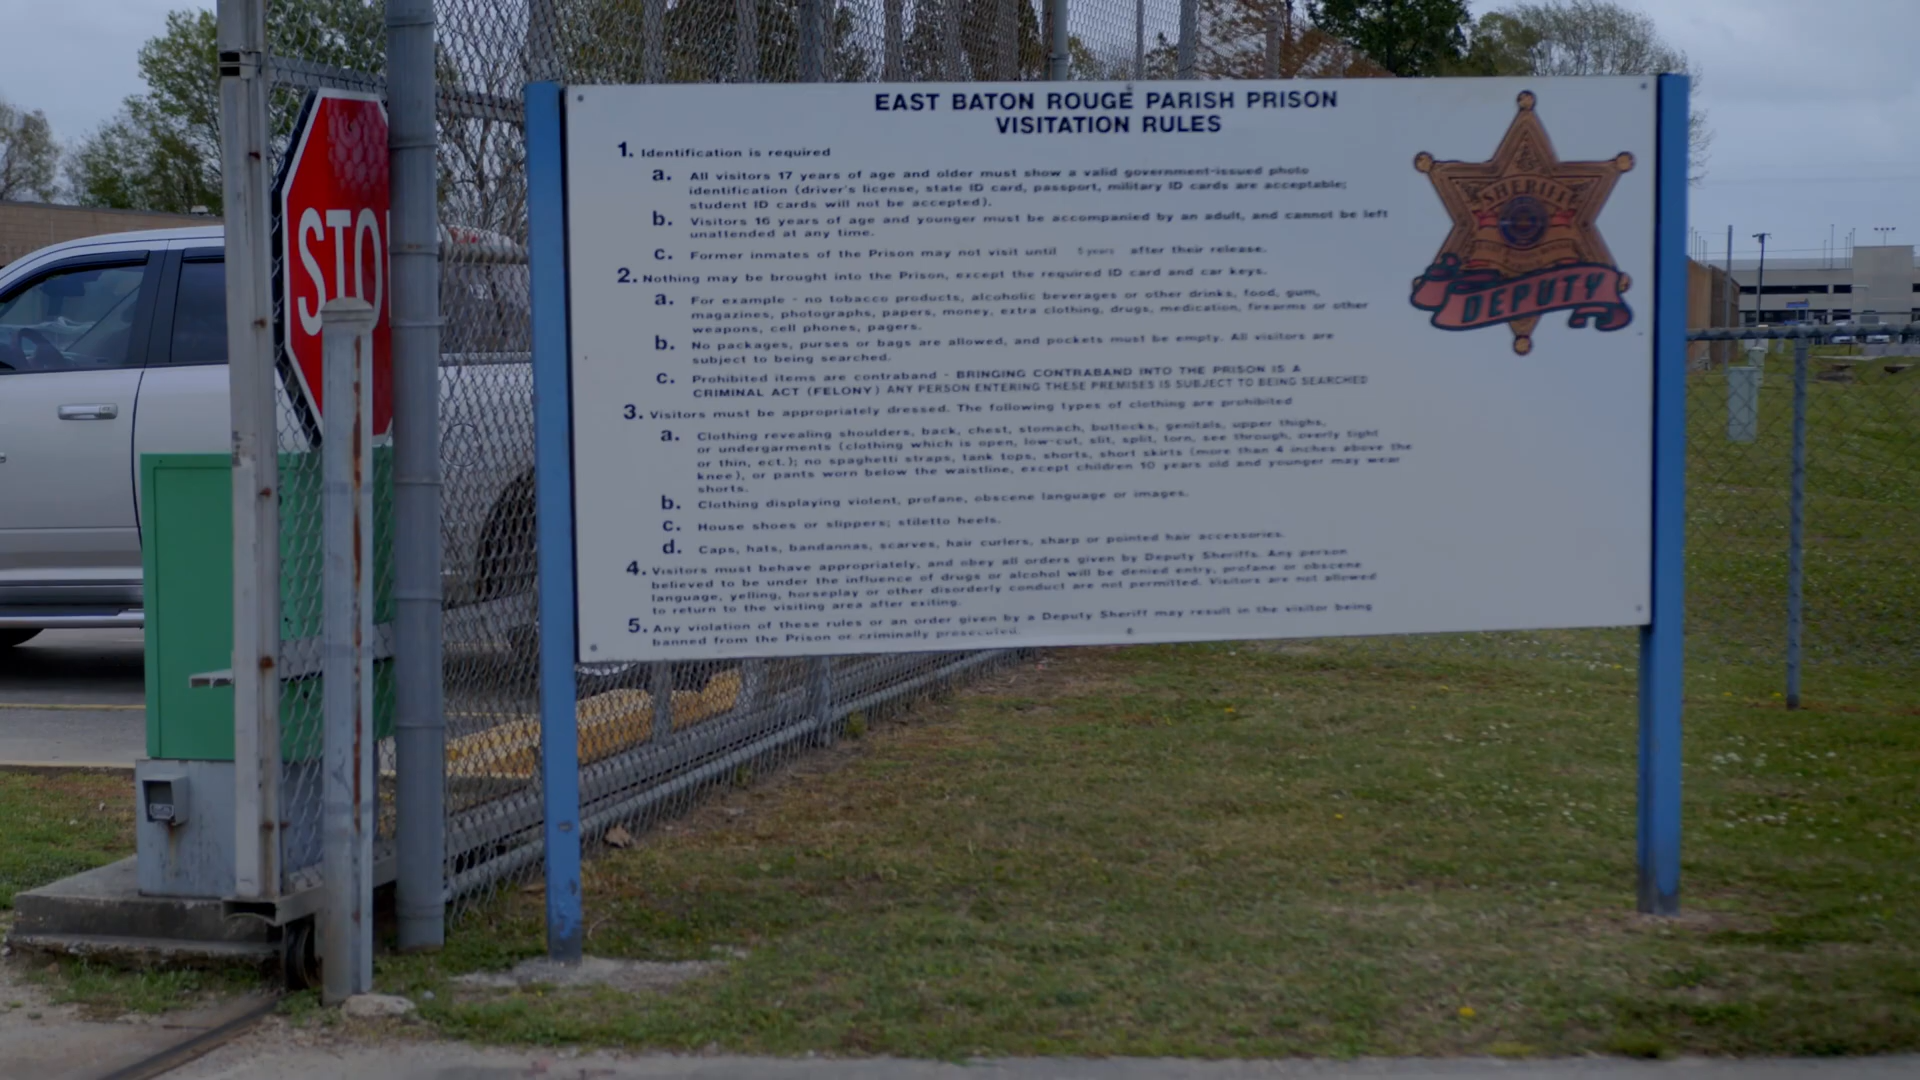 STO
EAST BATON ROUGE PARISH PRISON
VISITATION RULES
1. Identification is required
a. All visitors 17 years of age and older must show a valid government-issued photo
identification (driver's license, state ID card, passport, military ID cards are acceptable;
student ID cards will not be accepted).
b. Visitors 16 years of age and younger must be accompanied by an adult, and cannot be left
unattended at any time.
c. Former inmates of the Prison may not visit until 5 years after their release.
2. Nothing may be brought into the Prison, except the required ID card and car keys.
a. For example - no tobacco products, alcoholic beverages or other drinks, food, gum,
magazines, photographs, papers, money, extra clothing, drugs, medication, firearms or other
weapons, cell phones, pagers.
b. No packages, purses or bags are allowed, and pockets must be empty. All visitors are
subject to being searched.
c. Prohibited items are contraband - BRINGING CONTRABAND INTO THE PRISON IS A
CRIMINAL ACT (FELONY) ANY PERSON ENTERING THESE PREMISES IS SUBJECT TO BEING SEARCHED
3. Visitors must be appropriately dressed. The following types of clothing are prohibited
a. Clothing revealing shoulders, back, chest, stomach, buttocks, genitals, upper thighs,
or undergarments (clothing which is open, low-cut, slit, split, torn, see through, overly tight
or thin, ect.); no spaghetti straps, tank tops, shorts, short skirts (more than 4 inches above the
knee), or pants worn below the waistline, except children 10 years old and younger may wear
shorts.
b. Clothing displaying violent, profane, obscene language or images.
c. House shoes or slippers; stiletto heels.
d. Caps, hats, bandannas, scarves, hair curlers, sharp or pointed hair accessories.
4. Visitors must behave appropriately, and obey all orders given by Deputy Sheriffs. Any person
believed to be under the influence of drugs or alcohol will be denied entry, profane or obscene
language, yelling, horseplay or other disorderly conduct are not permitted. Visitors are not allowed
to return to the visiting area after exiting.
5. Any violation of these rules or an order given by a Deputy Sheriff may result in the visitor being
banned from the Prison or criminally prosecuted.
SHERIFF
DEPUTY